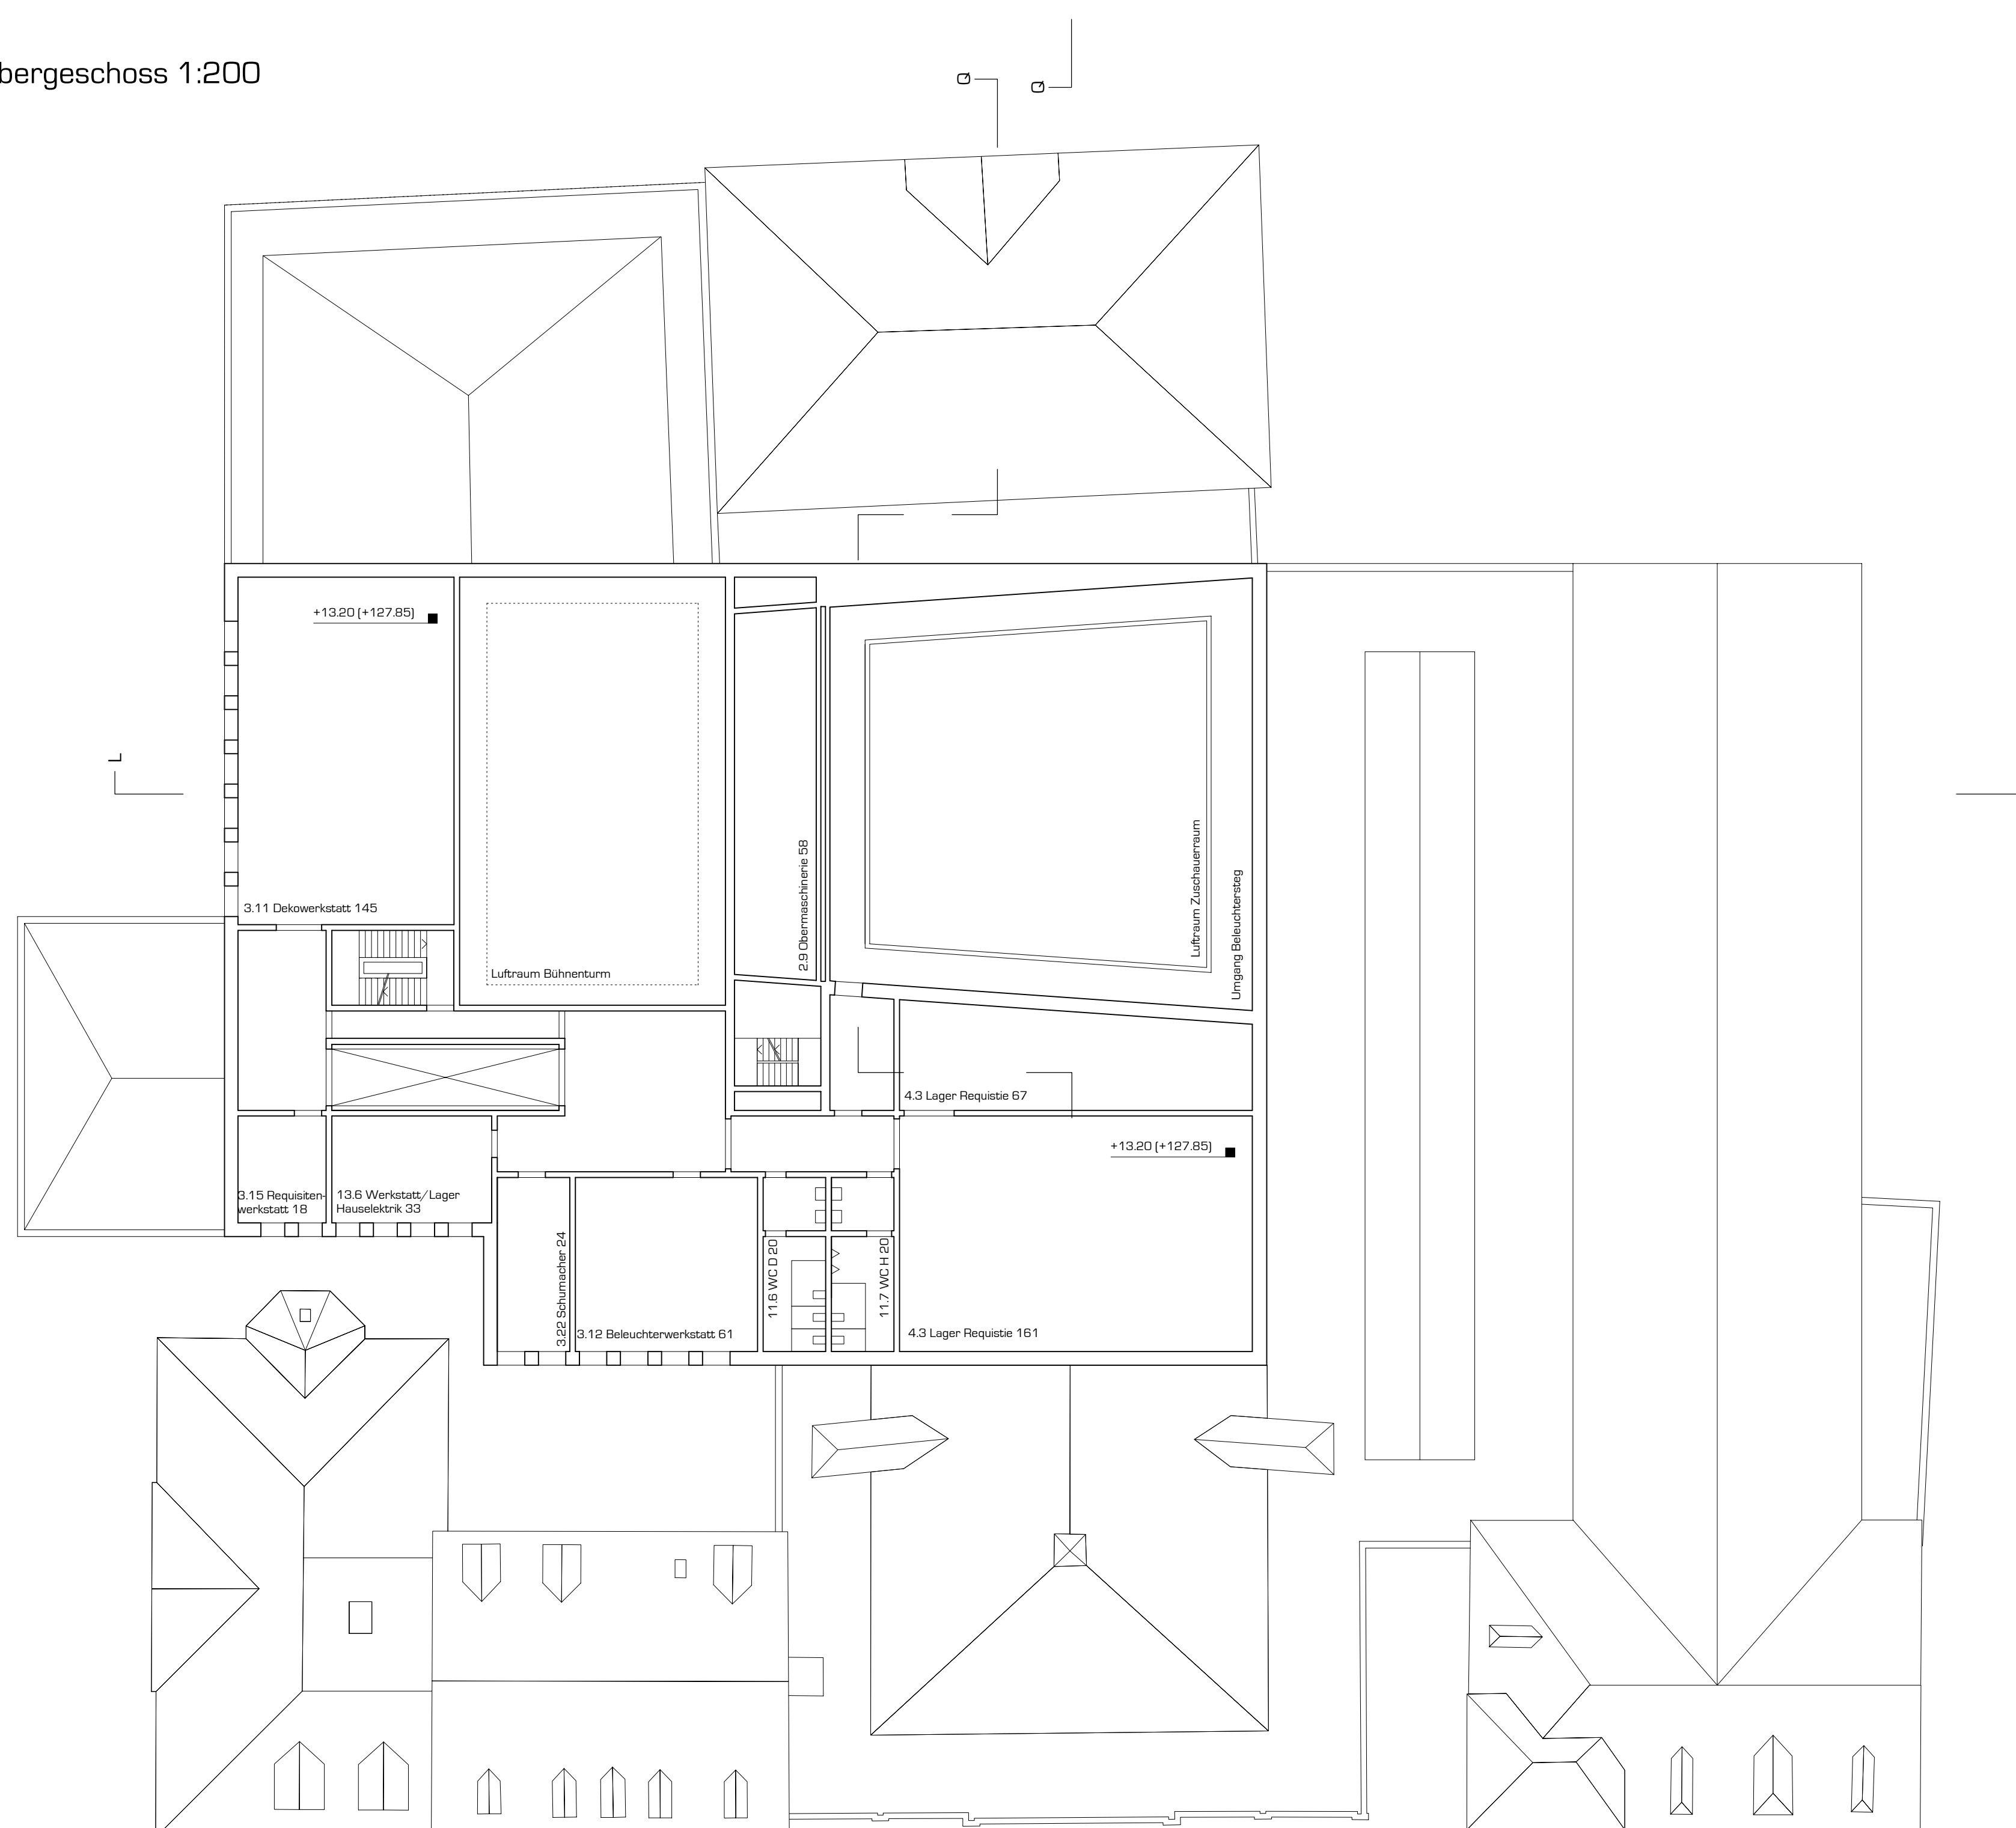 bergeschoss 1:200
Q
Q
+13.20 (+127.85)
L
3.11 Dekowerkstatt 145
Luftraum Bühnenturm
2.9 Obermaschinerie 58
Luftraum Zuschauerraum
Umgang Beleuchtersteg
4.3 Lager Requistie 67
+13.20 (+127.85)
3.15 Requisiten-
werkstatt 18
13.6 Werkstatt/Lager
Hauselektrik 33
3.22 Schumacher 24
3.12 Beleuchterwerkstatt 61
11.6 WC D 20
11.7 WC H 20
4.3 Lager Requistie 161